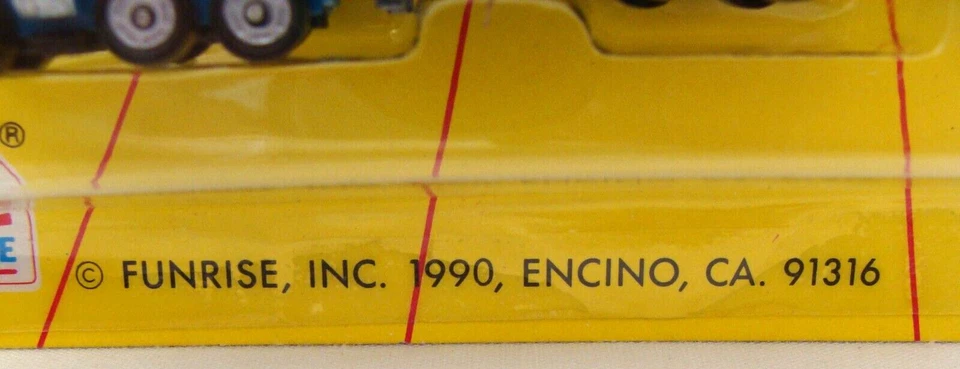 ®
E
© FUNRISE, INC. 1990, ENCINO, CA. 91316